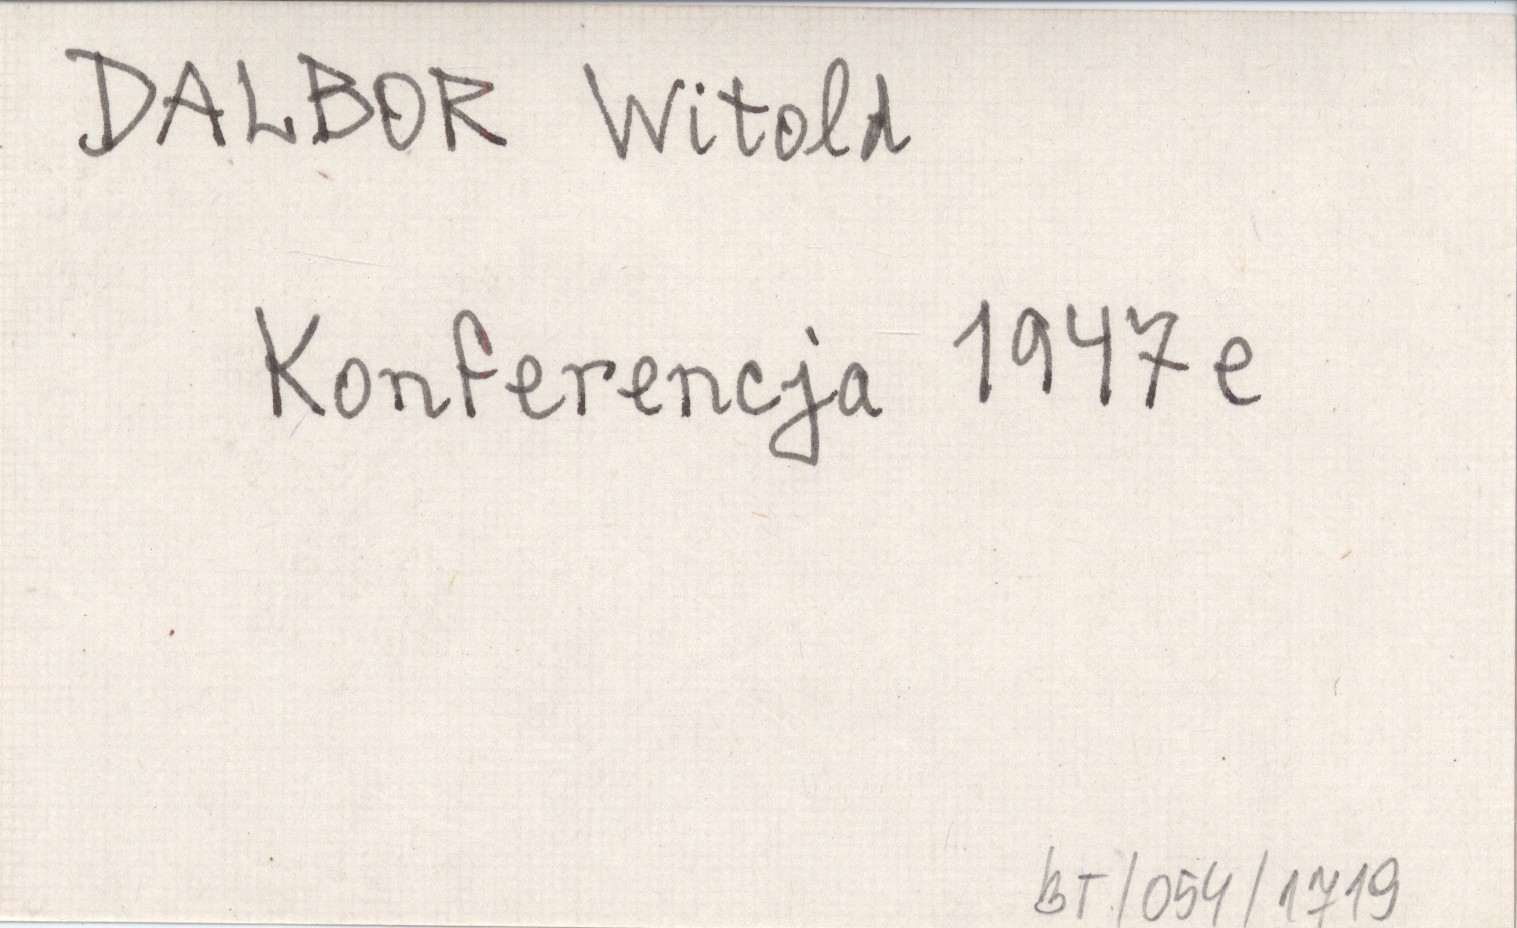 DALBOR Witold
Konferencja 1947e
BT/054/1719